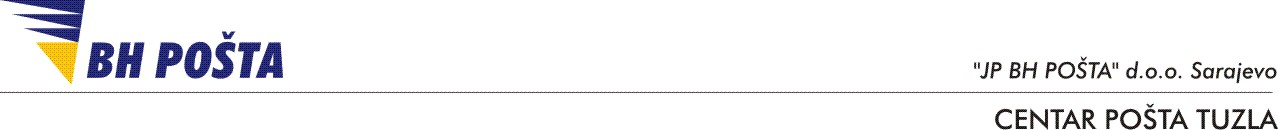 BH POŠTA
"JP BH POŠTA" d.o.o. Sarajevo
CENTAR POŠTA TUZLA